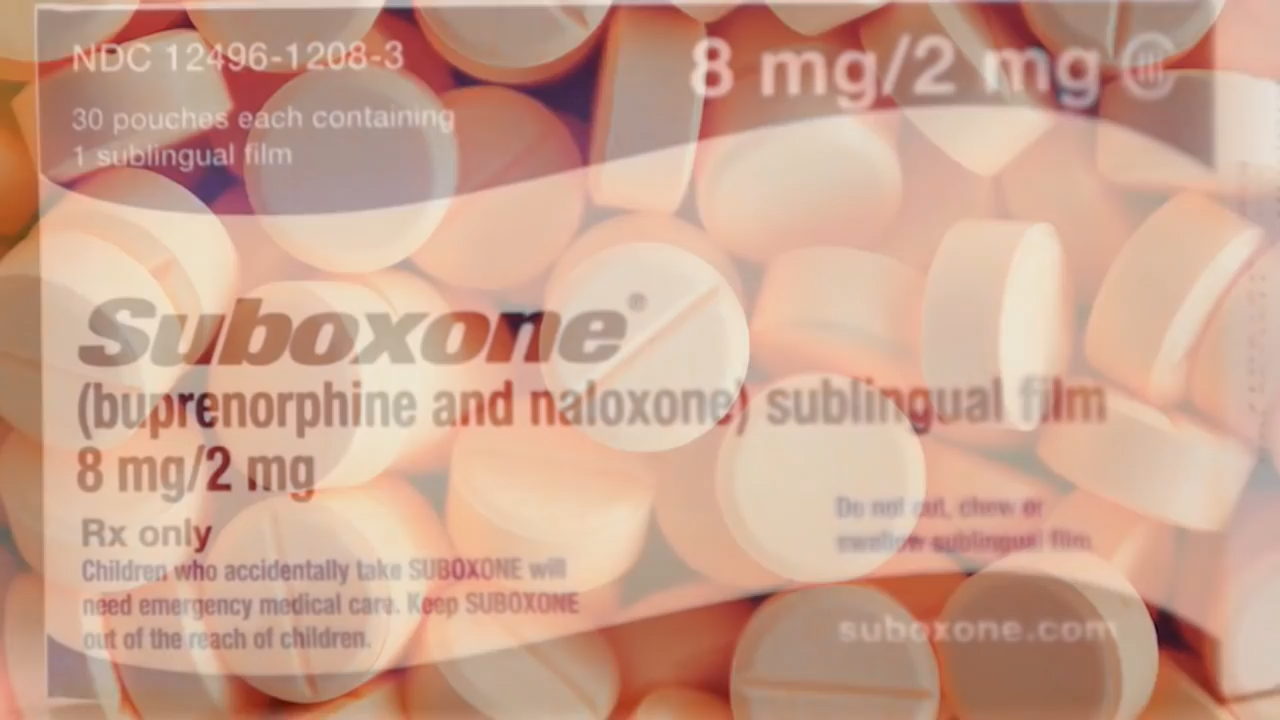 NDC 12496-1208-3
8 mg/2 mg
30 pouches each containing
1 sublingual film
Suboxone®
(buprenorphine and naloxone) sublingual film
8 mg/2 mg
Rx only
Children who accidentally take SUBOXONE will
need emergency medical care. Keep SUBOXONE
out of the reach of children.
Do not cut, chew or
swallow sublingual film.
suboxone.com